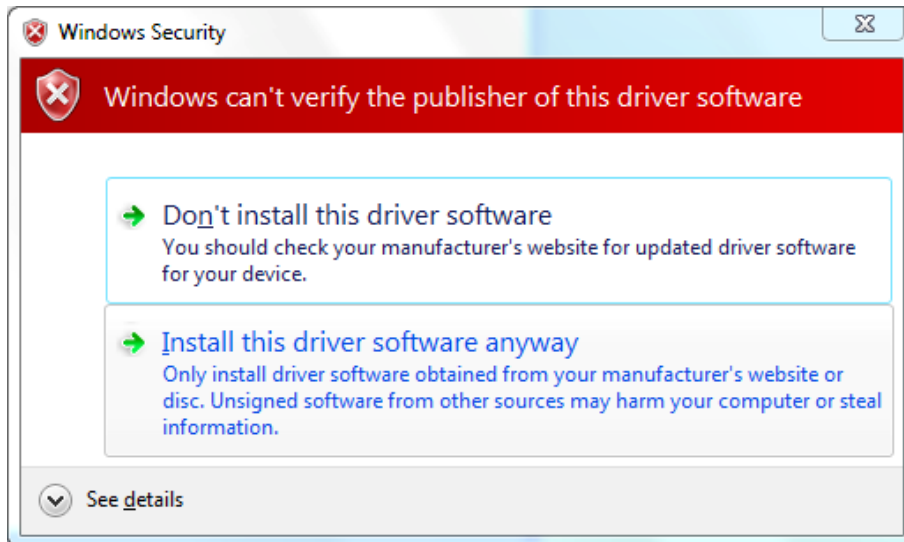 Windows Security
Windows can't verify the publisher of this driver software
Don't install this driver software
You should check your manufacturer's website for updated driver software
for your device.
Install this driver software anyway
Only install driver software obtained from your manufacturer's website or
disc. Unsigned software from other sources may harm your computer or steal
information.
See details